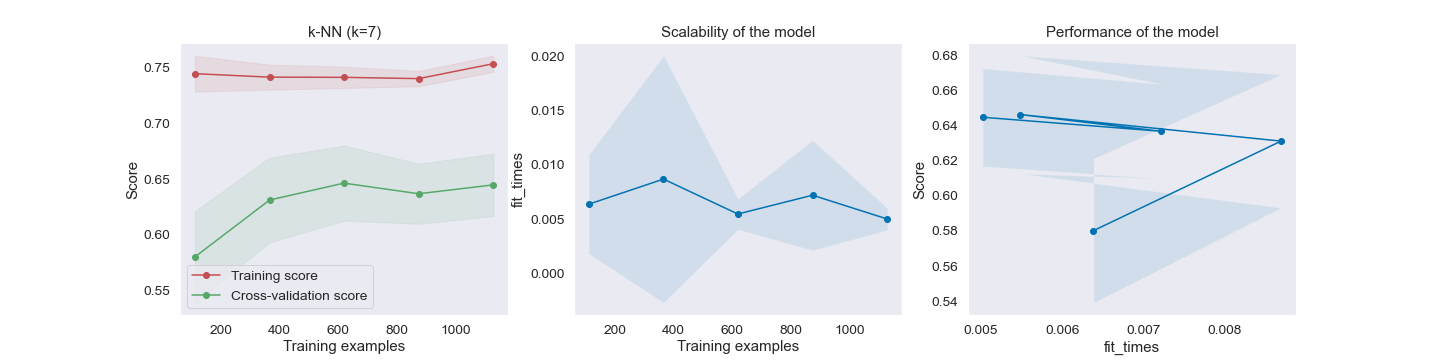 k-NN (k=7)
Score
0.75
0.70
0.65
0.60
0.55
Training score
Cross-validation score
200 400 600 800 1000
Training examples
Scalability of the model
fit_times
0.020
0.015
0.010
0.005
0.000
200 400 600 800 1000
Training examples
Performance of the model
Score
0.68
0.66
0.64
0.62
0.60
0.58
0.56
0.54
0.005 0.006 0.007 0.008
fit_times